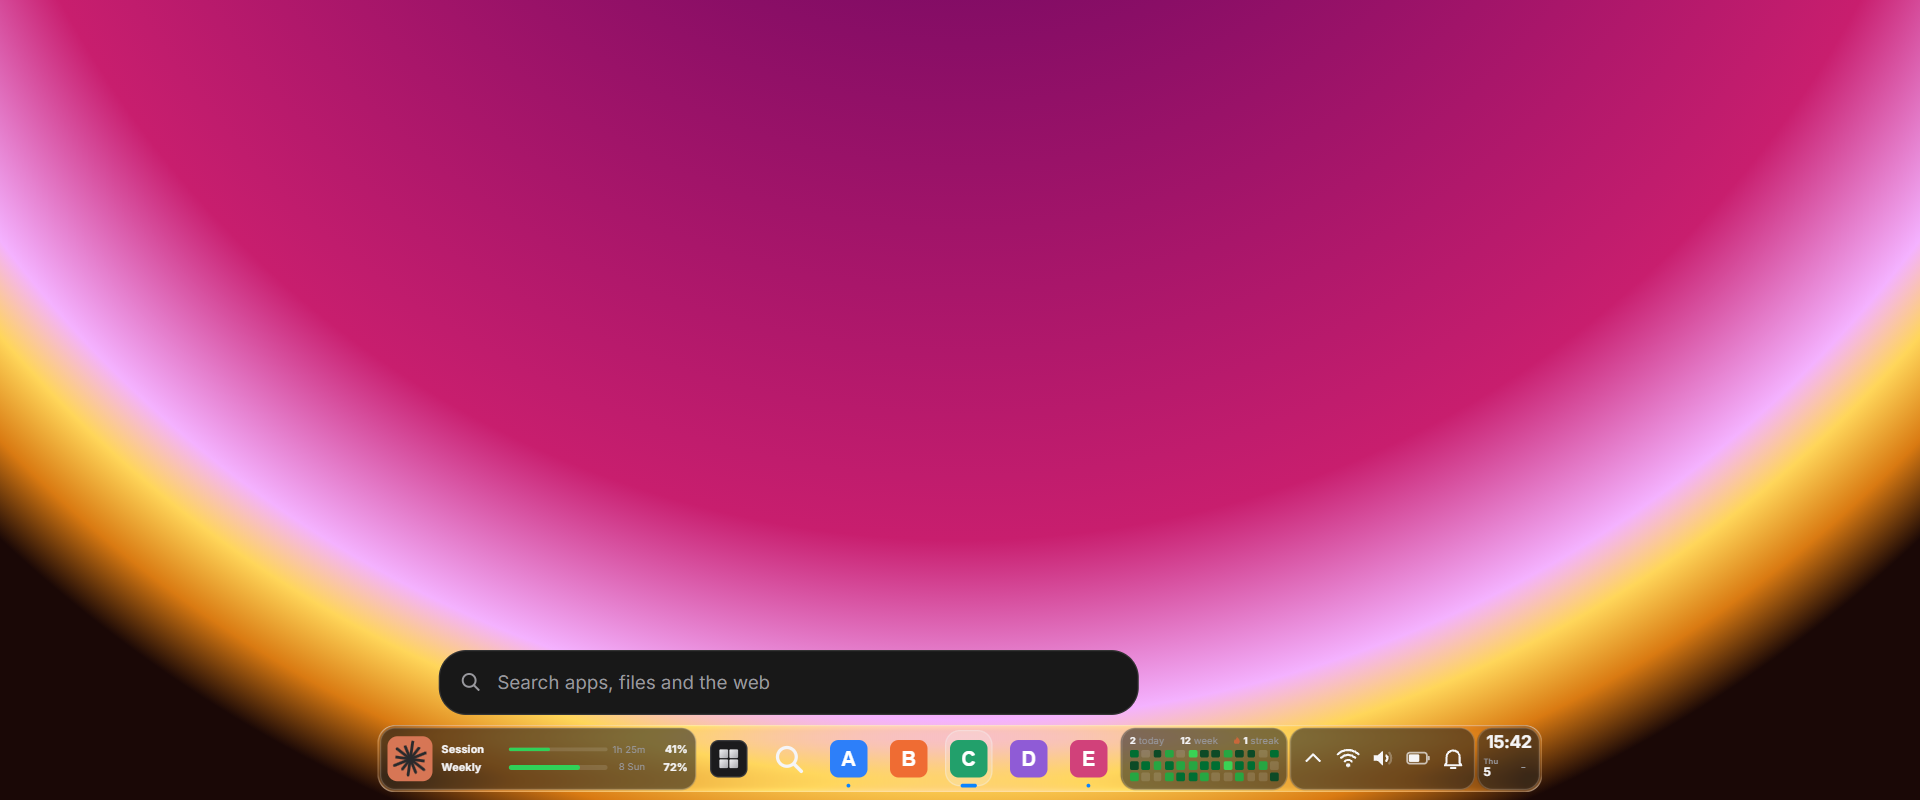 Search apps, files and the web
Session 1h 25m 41%
Weekly 8 Sun 72%
A
B
C
D
E
2 today 12 week 1 streak
15:42
Thu
5